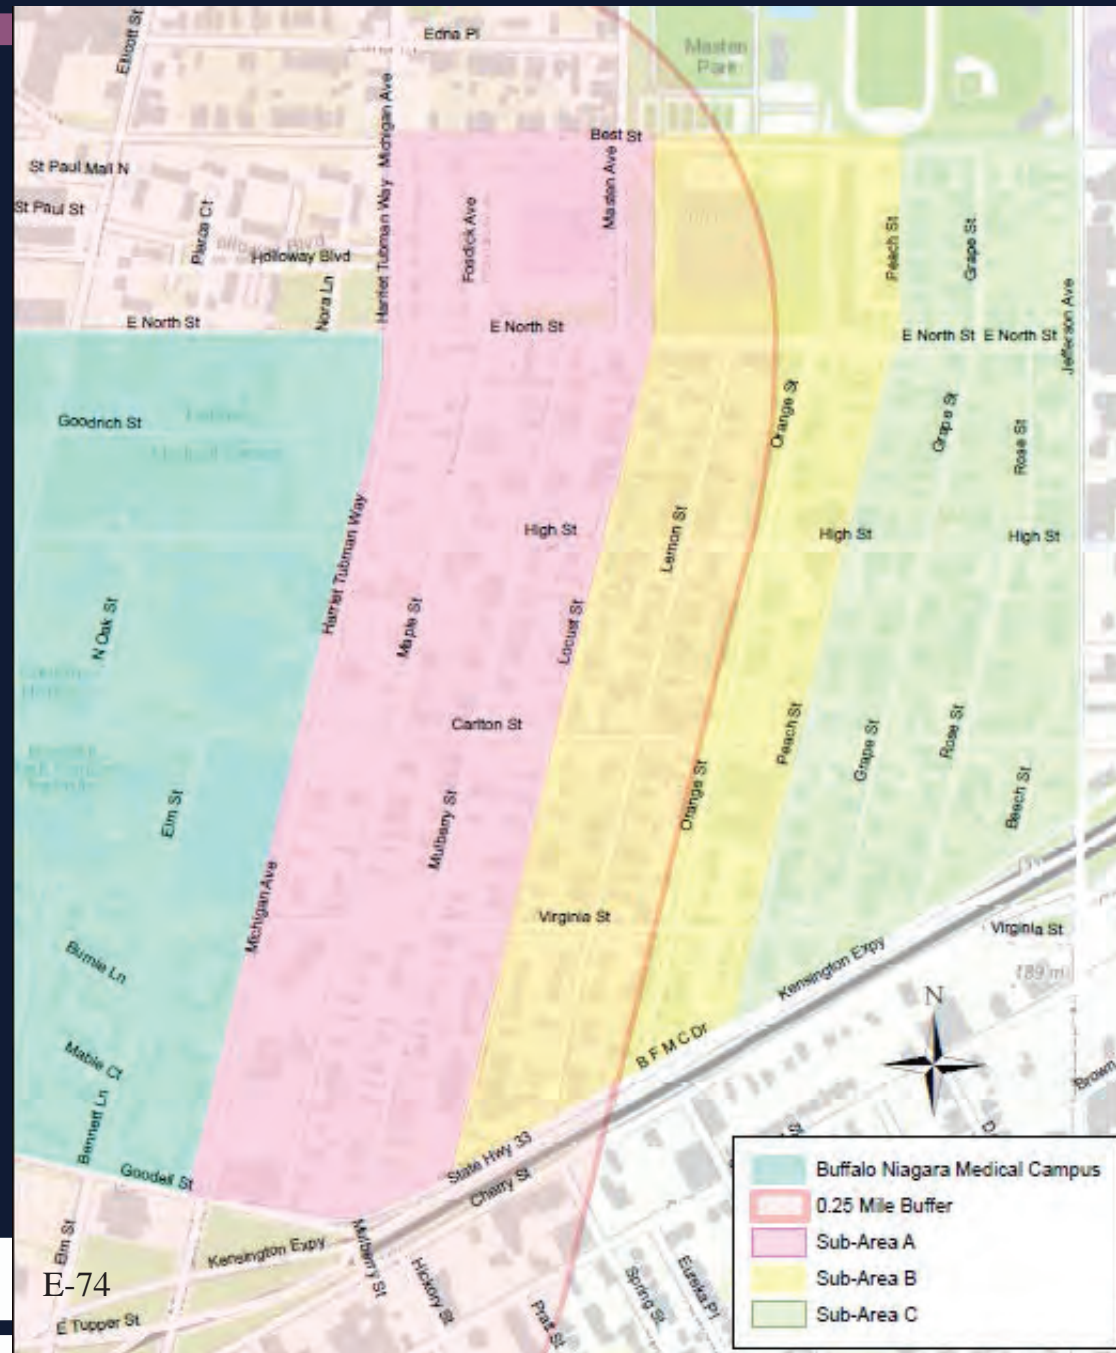 Ellicott St
Edna Pl
Masten
Park
Michigan Ave
Best St
St Paul Mall N
St Paul St
Pierce Ct
Holloway Blvd
Nora Ln
Harriet Tubman Way
Fosdick Ave
Masten Ave
Peach St
Grape St
Jefferson Ave
E North St
E North St
E North St
E North St
Goodrich St
Orange St
Grape St
Rose St
Harriet Tubman Way
High St
Lemon St
High St
High St
N Oak St
Maple St
Locust St
Carlton St
Peach St
Grape St
Rose St
Beech St
Elm St
Mulberry St
Orange St
Michigan Ave
Virginia St
Virginia St
189 m
Burnie Ln
Kensington Expy
N
Mable Ct
B F M C Dr
Brown
Bennett Ln
Goodell St
State Hwy 33
Cherry St
Elm St
Kensington Expy
Mulberry St
Hickory St
Pratt St
Spring St
Eureka Pl
E-74
E Tupper St
Buffalo Niagara Medical Campus
0.25 Mile Buffer
Sub-Area A
Sub-Area B
Sub-Area C